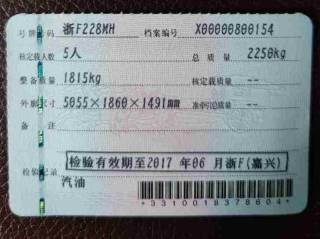 号牌号码 浙F228MH 档案编号 X00000800154
核定载人数 5人 总质量 2250kg
整备质量 1815kg 核定载质量 --
外廓尺寸 5055×1860×1491mm 准牵引总质量 --
备注
检验有效期至2017 年06 月浙F(嘉兴)
检验记录
汽油
*3310018378604*